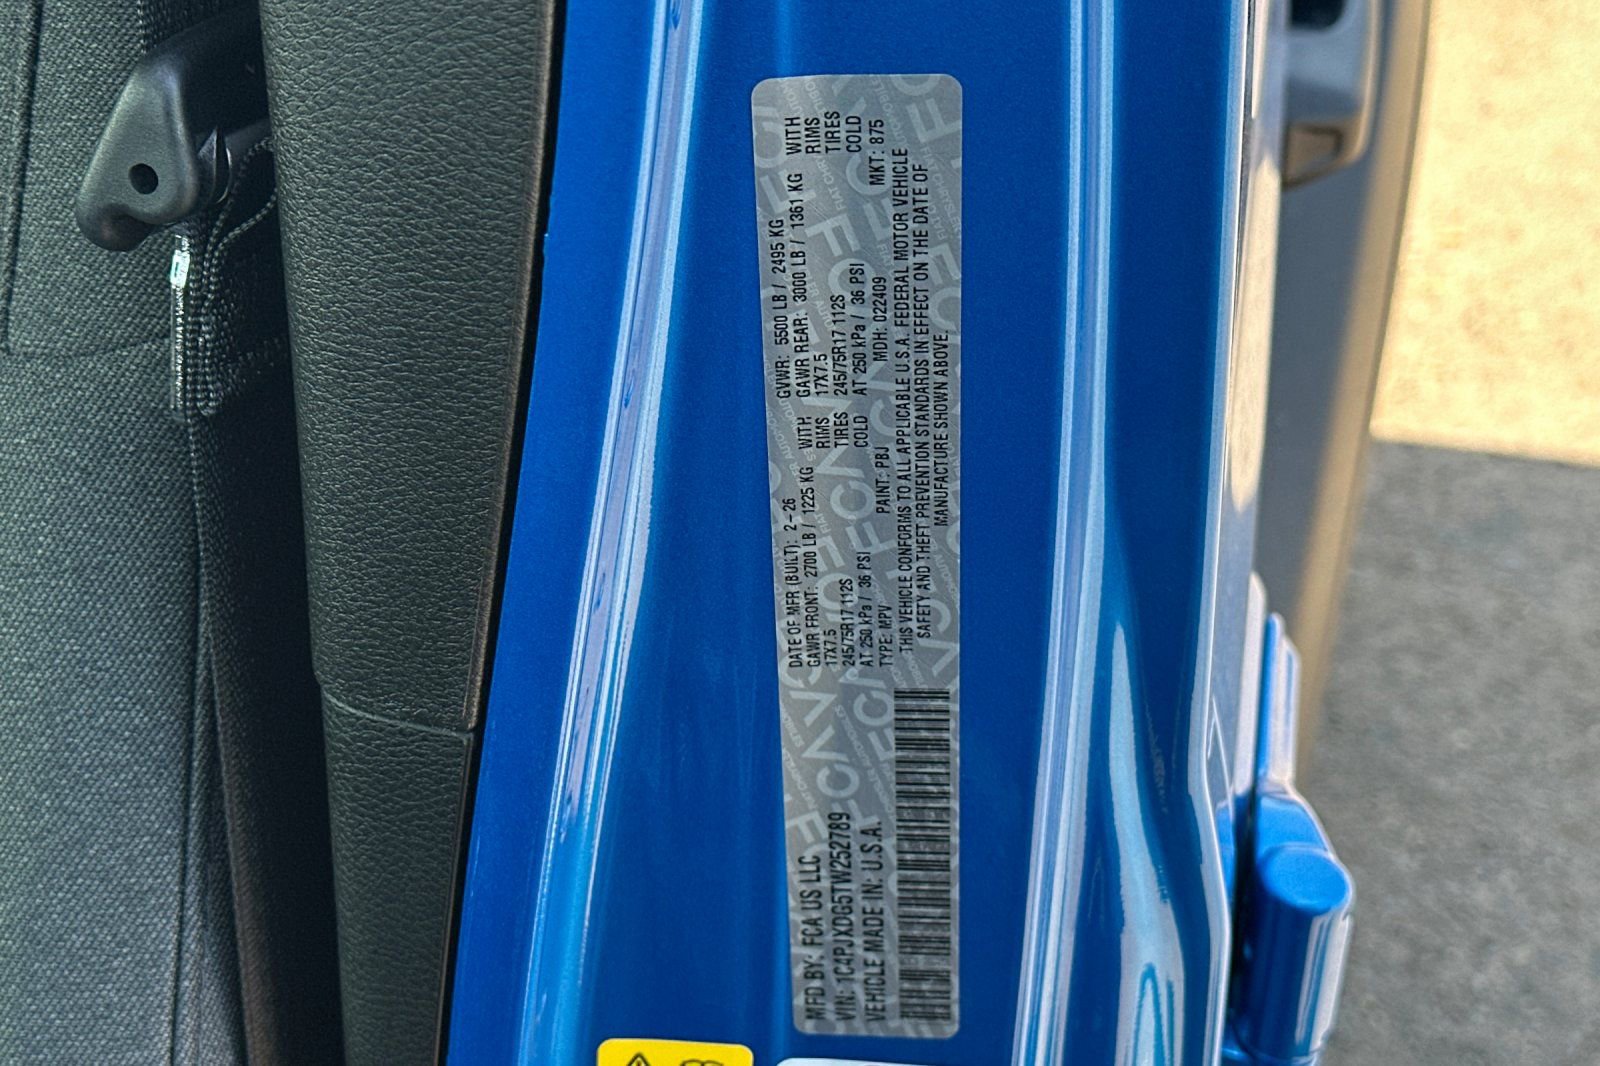 MFD BY: FCA US LLC
DATE OF MFR (BUILT): 2-26
GVWR: 5500 LB / 2495 KG
GAWR FRONT: 2700 LB / 1225 KG WITH
GAWR REAR: 3000 LB / 1361 KG WITH
17X7.5 RIMS
17X7.5 RIMS
245/75R17 112S TIRES
245/75R17 112S TIRES
AT 250 kPa / 36 PSI COLD
AT 250 kPa / 36 PSI COLD
VIN: 1C4PJXDG5TW252789
TYPE: MPV PAINT: PBJ MDH: 022409 MKT: 875
VEHICLE MADE IN: U.S.A.
THIS VEHICLE CONFORMS TO ALL APPLICABLE U.S.A. FEDERAL MOTOR VEHICLE
SAFETY AND THEFT PREVENTION STANDARDS IN EFFECT ON THE DATE OF
MANUFACTURE SHOWN ABOVE.